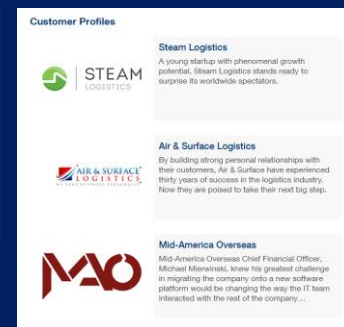 Customer Profiles
STEAM
LOGISTICS
Steam Logistics
A young startup with phenomenal growth
potential, Steam Logistics stands ready to
surprise its worldwide spectators.
AIR & SURFACE
LOGISTICS
WE TAKE BUSINESS PERSONALLY
Air & Surface Logistics
By building strong personal relationships with
their customers, Air & Surface have experienced
thirty years of success in the logistics industry.
Now they are poised to take their next big step.
MAO
Mid-America Overseas
Mid-America Overseas Chief Financial Officer,
Michael Mierwinski, knew his greatest challenge
in migrating the company onto a new software
platform would be changing the way the IT team
interacted with the rest of the company...